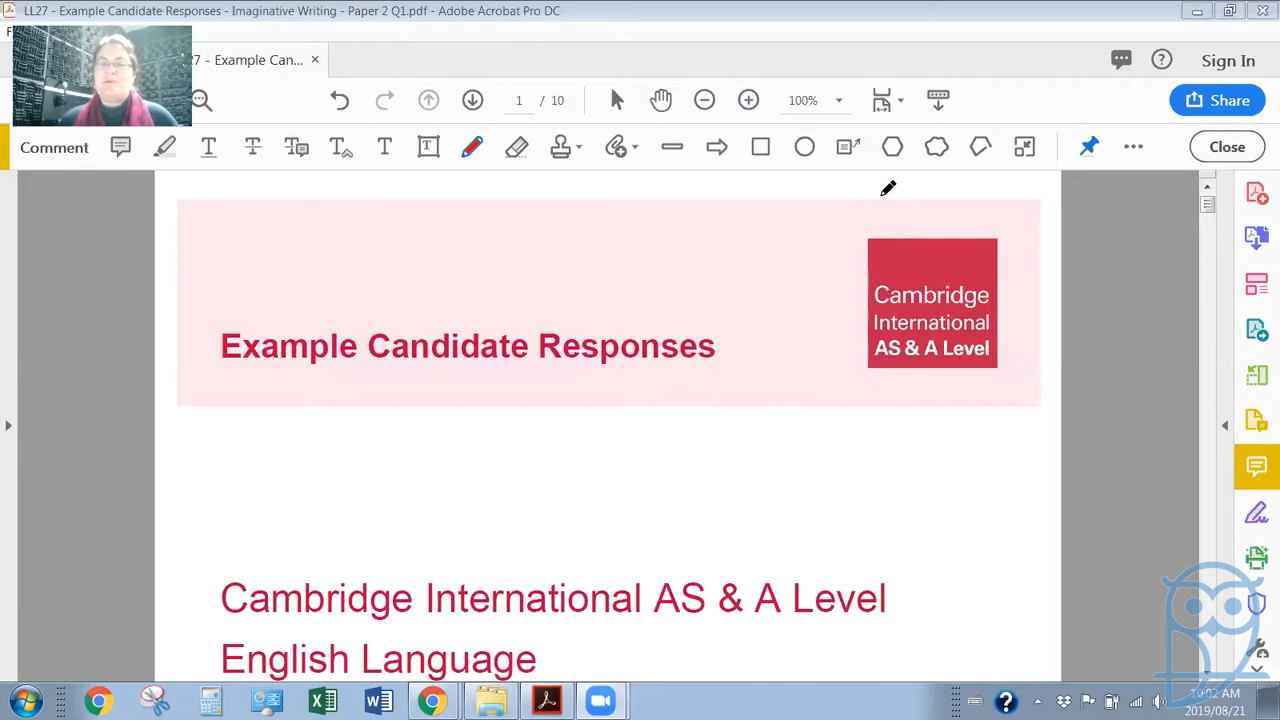 LL27 - Example Candidate Responses - Imaginative Writing - Paper 2 Q1.pdf - Adobe Acrobat Pro DC
F
27 - Example Can... ×
Sign In
1 / 10
100%
Share
Comment
Close
Cambridge
International
AS & A Level
Example Candidate Responses
Cambridge International AS & A Level
English Language
10:02 AM
2019/08/21